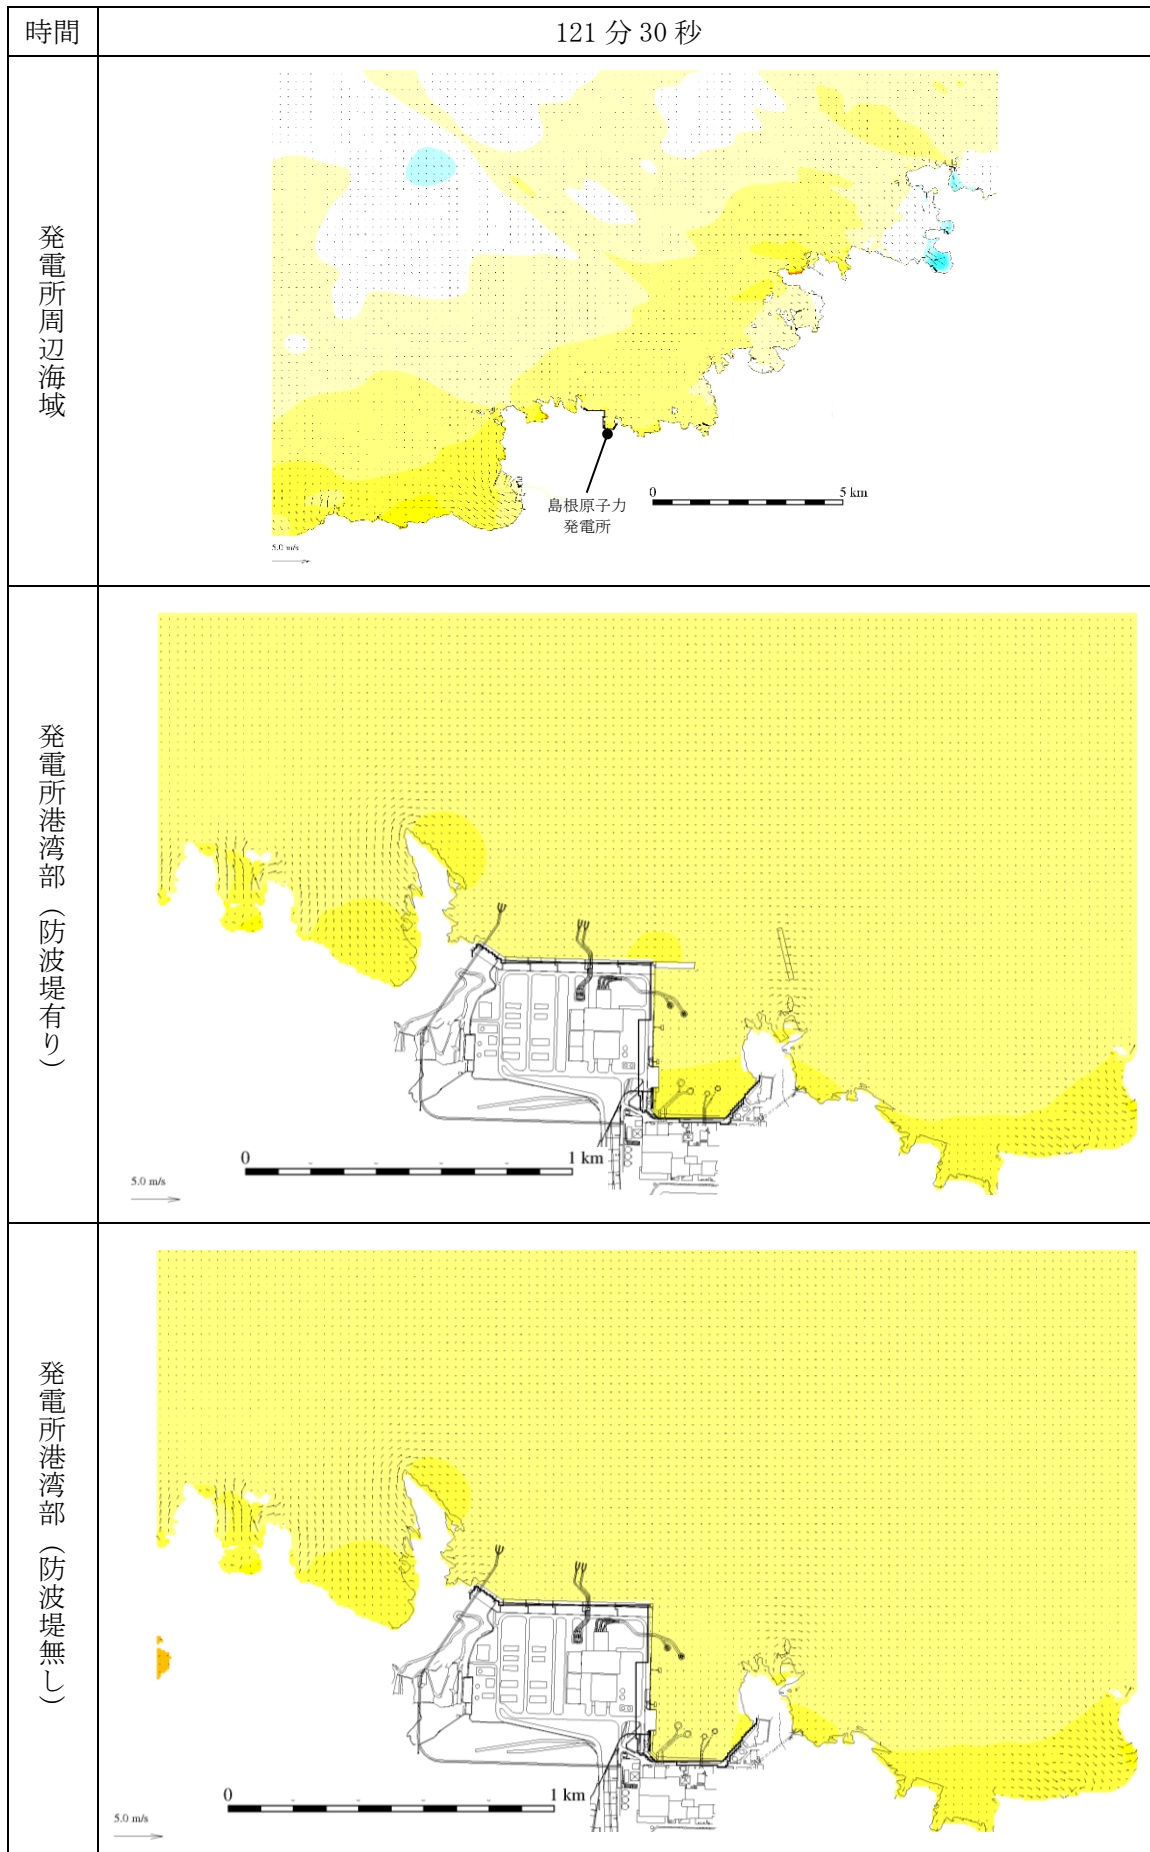 時間
121 分 30 秒
発電所周辺海域
島根原子力
発電所
0
5 km
5.0 m/s
発電所港湾部（防波堤有り）
0
1 km
5.0 m/s
発電所港湾部（防波堤無し）
0
1 km
5.0 m/s